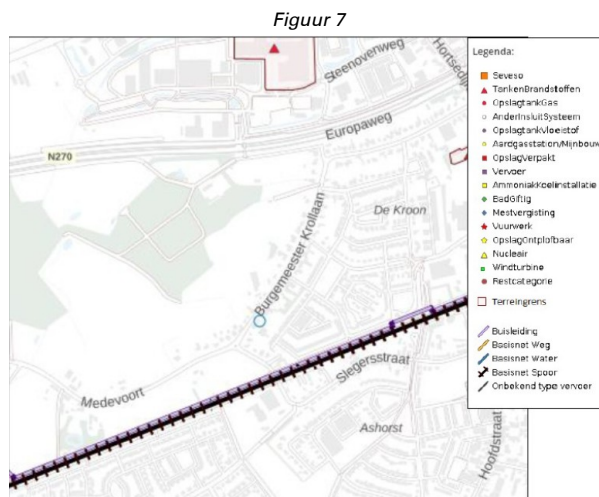 Figuur 7
Steenovenweg
Hortsedijk
Europaweg
N270
De Kroon
Burgemeester Krollaan
Slegersstraat
Medevoort
Ashorst
Hoofdstraat
Legenda:
Seveso
TankenBrandstoffen
OpslagtankGas
AnderInsluitSysteem
OpslagtankVloeistof
Aardgasstation/Mijnbouw
OpslagVerpakt
Vervoer
AmmoniakKoelinstallatie
BadGiftig
Mestvergisting
Vuurwerk
OpslagOntplofbaar
Nucleair
Windturbine
Restcategorie
Terreingrens
Buisleiding
Basisnet Weg
Basisnet Water
Basisnet Spoor
Onbekend type vervoer